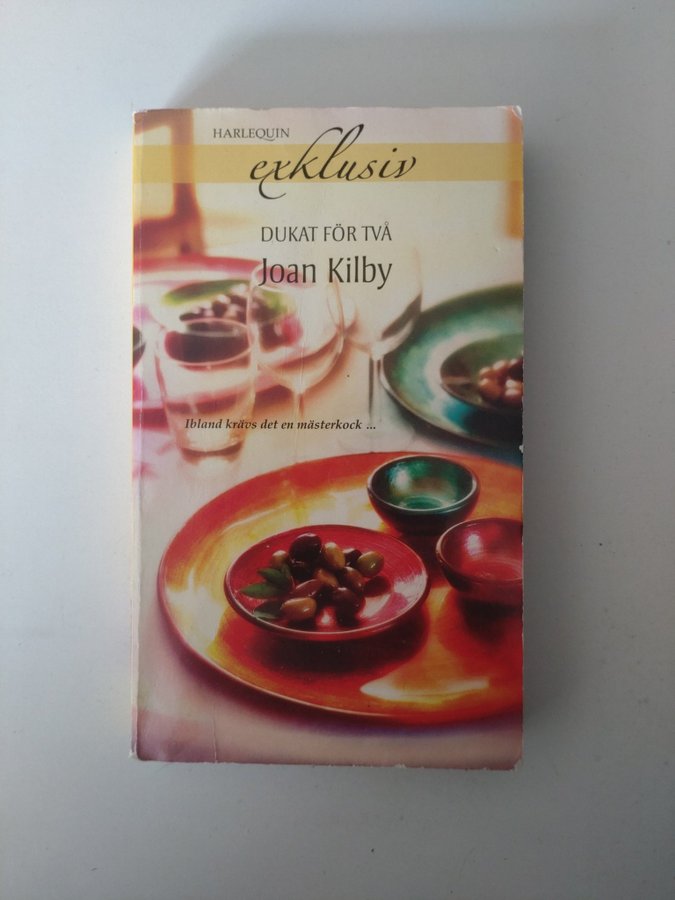 HARLEQUIN
exklusiv
DUKAT FÖR TVÅ
Joan Kilby
Ibland krävs det en mästerkock ...